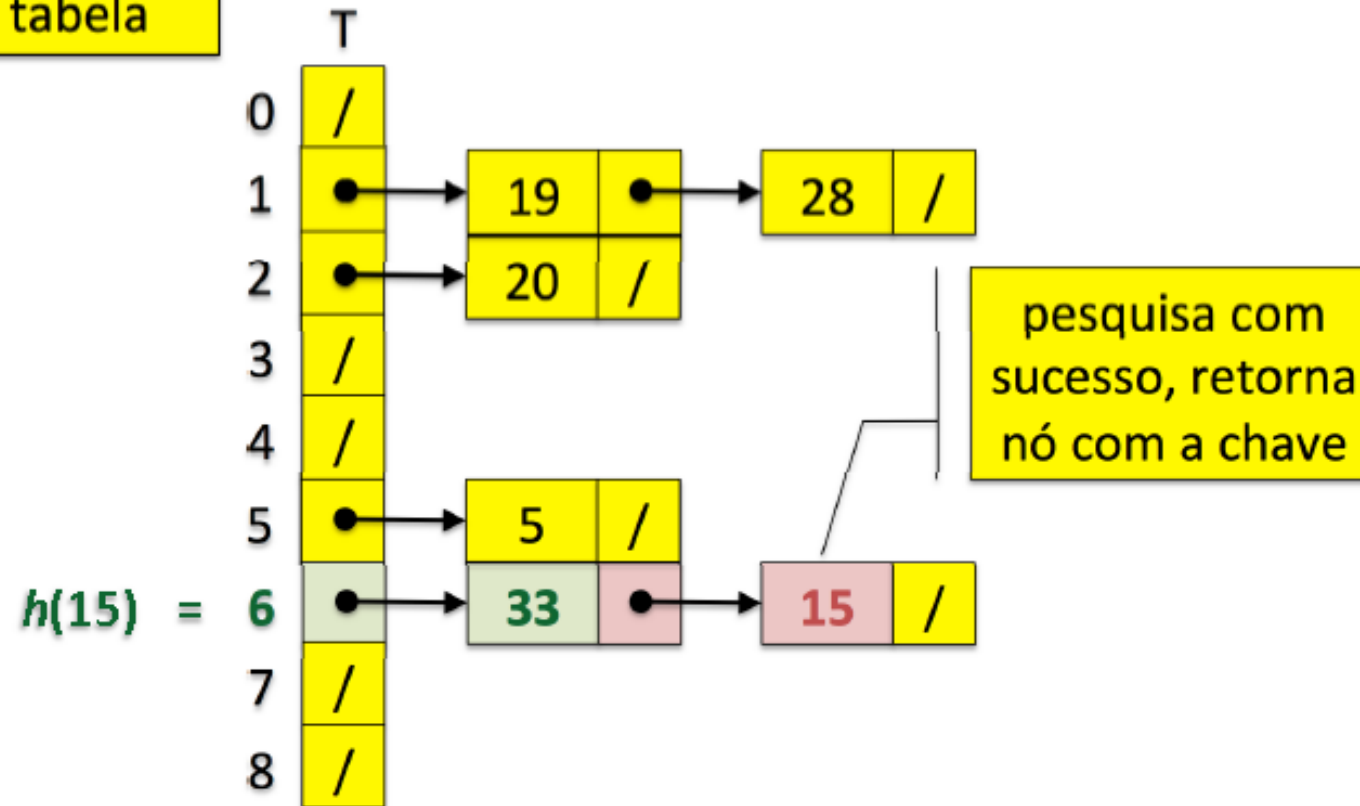 tabela
T
0 /
1 19 28 /
2 20 /
3 /
4 /
pesquisa com
sucesso, retorna
nó com a chave
5 5 /
h(15) = 6 33 15 /
7 /
8 /